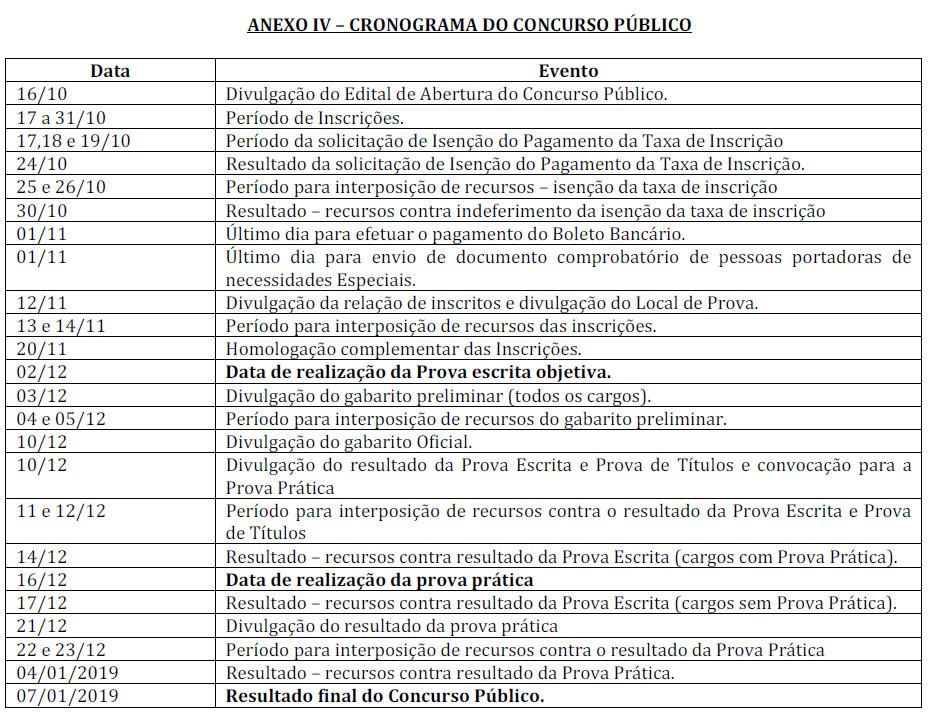 ANEXO IV – CRONOGRAMA DO CONCURSO PÚBLICO
Data Evento
16/10 Divulgação do Edital de Abertura do Concurso Público.
17 a 31/10 Período de Inscrições.
17,18 e 19/10 Período da solicitação de Isenção do Pagamento da Taxa de Inscrição
24/10 Resultado da solicitação de Isenção do Pagamento da Taxa de Inscrição.
25 e 26/10 Período para interposição de recursos – isenção da taxa de inscrição
30/10 Resultado – recursos contra indeferimento da isenção da taxa de inscrição
01/11 Último dia para efetuar o pagamento do Boleto Bancário.
01/11 Último dia para envio de documento comprobatório de pessoas portadoras de
necessidades Especiais.
12/11 Divulgação da relação de inscritos e divulgação do Local de Prova.
13 e 14/11 Período para interposição de recursos das inscrições.
20/11 Homologação complementar das Inscrições.
02/12 Data de realização da Prova escrita objetiva.
03/12 Divulgação do gabarito preliminar (todos os cargos).
04 e 05/12 Período para interposição de recursos do gabarito preliminar.
10/12 Divulgação do gabarito Oficial.
10/12 Divulgação do resultado da Prova Escrita e Prova de Títulos e convocação para a
Prova Prática
11 e 12/12 Período para interposição de recursos contra o resultado da Prova Escrita e Prova
de Títulos
14/12 Resultado – recursos contra resultado da Prova Escrita (cargos com Prova Prática).
16/12 Data de realização da prova prática
17/12 Resultado – recursos contra resultado da Prova Escrita (cargos sem Prova Prática).
21/12 Divulgação do resultado da prova prática
22 e 23/12 Período para interposição de recursos contra o resultado da Prova Prática
04/01/2019 Resultado – recursos contra resultado da Prova Prática.
07/01/2019 Resultado final do Concurso Público.